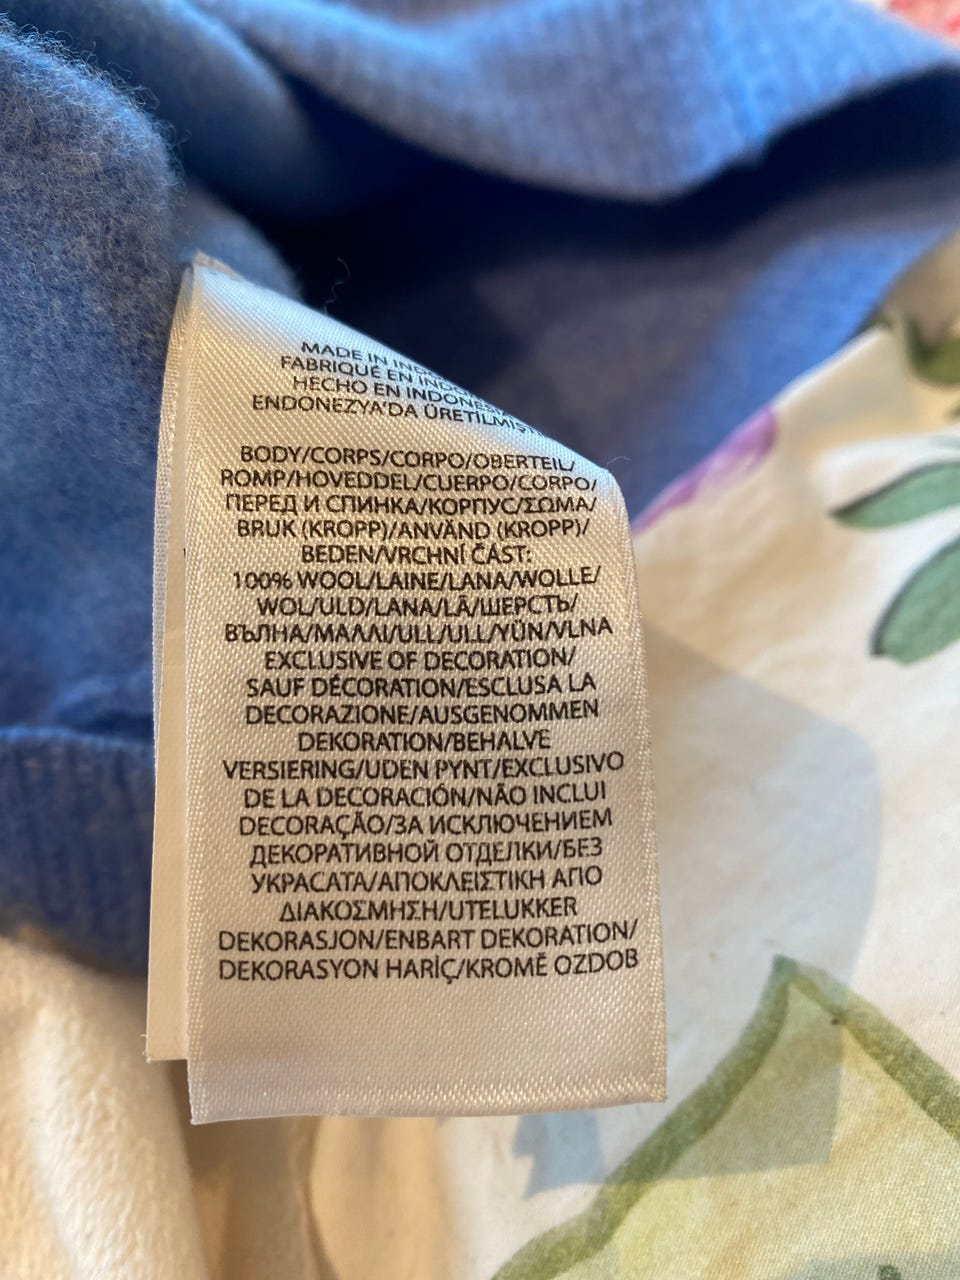 MADE IN
FABRIQUÉ EN
HECHO EN INDONESIA
ENDONEZYA'DA ÜRETİLMİŞTİR
BODY/CORPS/CORPO/OBERTEIL/
ROMP/HOVEDDEL/CUERPO/CORPO/
ПЕРЕД И СПИНКА/КОРПУС/ΣΩΜΑ/
BRUK (KROPP)/ANVÄND (KROPP)/
BEDEN/VRCHNÍ ČÁST:
100% WOOL/LAINE/LANA/WOLLE/
WOL/ULD/LANA/LÃ/ШЕРСТЬ/
ВЪЛНА/ΜΑΛΛΙ/ULL/ULL/YÜN/VLNA
EXCLUSIVE OF DECORATION/
SAUF DÉCORATION/ESCLUSA LA
DECORAZIONE/AUSGENOMMEN
DEKORATION/BEHALVE
VERSIERING/UDEN PYNT/EXCLUSIVO
DE LA DECORACIÓN/NÃO INCLUI
DECORAÇÃO/ЗА ИСКЛЮЧЕНИЕМ
ДЕКОРАТИВНОЙ ОТДЕЛКИ/БЕЗ
УКРАСАТА/ΑΠΟΚΛΕΙΣΤΙΚΗ ΑΠΟ
ΔΙΑΚΟΣΜΗΣΗ/UTELUKKER
DEKORASJON/ENBART DEKORATION/
DEKORASYON HARİÇ/KROMĚ OZDOB